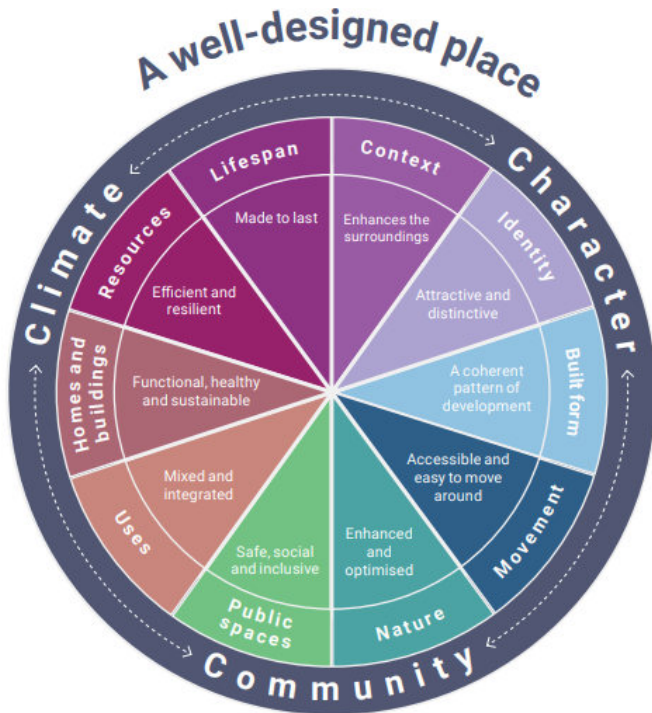 A well-designed place
Climate
Character
Community
Context
Enhances the
surroundings
Identity
Attractive and
distinctive
Built form
A coherent
pattern of
development
Movement
Accessible and
easy to move
around
Nature
Enhanced
and
optimised
Public
spaces
Safe, social
and inclusive
Uses
Mixed and
integrated
Homes and
buildings
Functional, healthy
and sustainable
Resources
Efficient and
resilient
Lifespan
Made to last